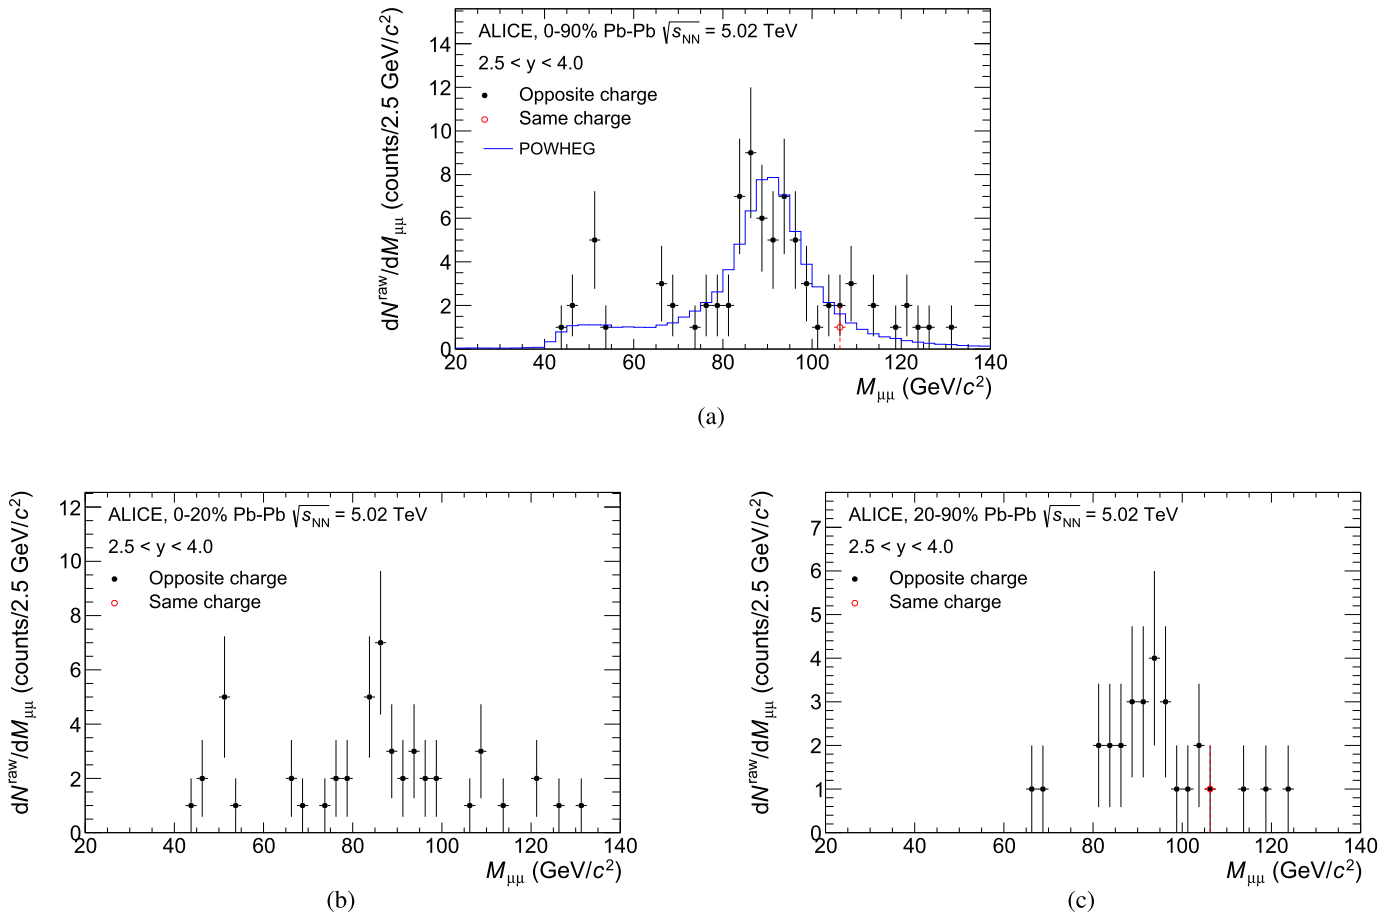 ALICE, 0-90% Pb-Pb √sNN = 5.02 TeV
2.5 < y < 4.0
Opposite charge
Same charge
POWHEG
dNraw/dMμμ (counts/2.5 GeV/c2)
14
12
10
8
6
4
2
0
20 40 60 80 100 120 140
Mμμ (GeV/c2)
(a)
ALICE, 0-20% Pb-Pb √sNN = 5.02 TeV
2.5 < y < 4.0
Opposite charge
Same charge
dNraw/dMμμ (counts/2.5 GeV/c2)
12
10
8
6
4
2
0
20 40 60 80 100 120 140
Mμμ (GeV/c2)
(b)
ALICE, 20-90% Pb-Pb √sNN = 5.02 TeV
2.5 < y < 4.0
Opposite charge
Same charge
dNraw/dMμμ (counts/2.5 GeV/c2)
7
6
5
4
3
2
1
0
20 40 60 80 100 120 140
Mμμ (GeV/c2)
(c)